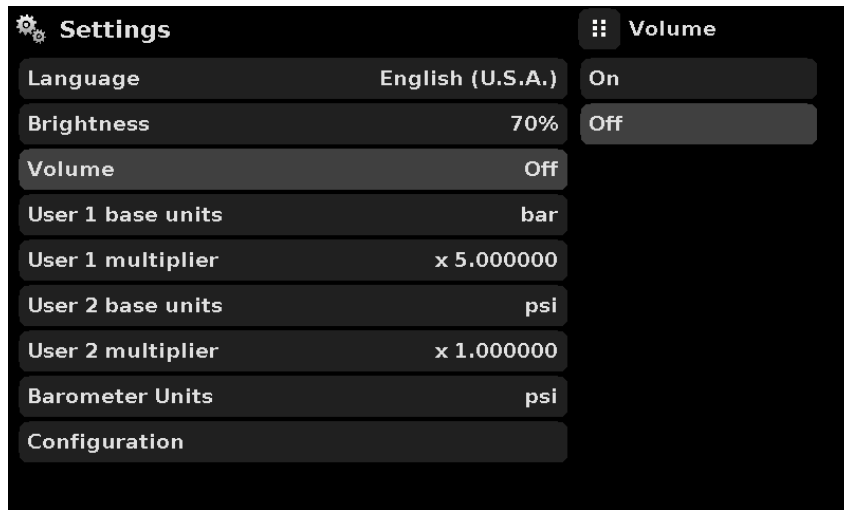 Settings
Language English (U.S.A.)
Brightness 70%
Volume Off
User 1 base units bar
User 1 multiplier x 5.000000
User 2 base units psi
User 2 multiplier x 1.000000
Barometer Units psi
Configuration
Volume
On
Off